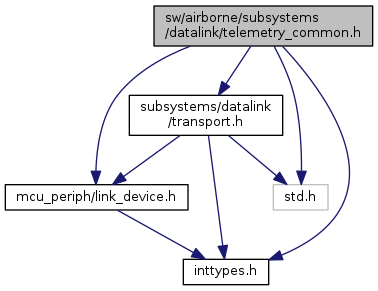 sw/airborne/subsystems
/datalink/telemetry_common.h
subsystems/datalink
/transport.h
mcu_periph/link_device.h
std.h
inttypes.h